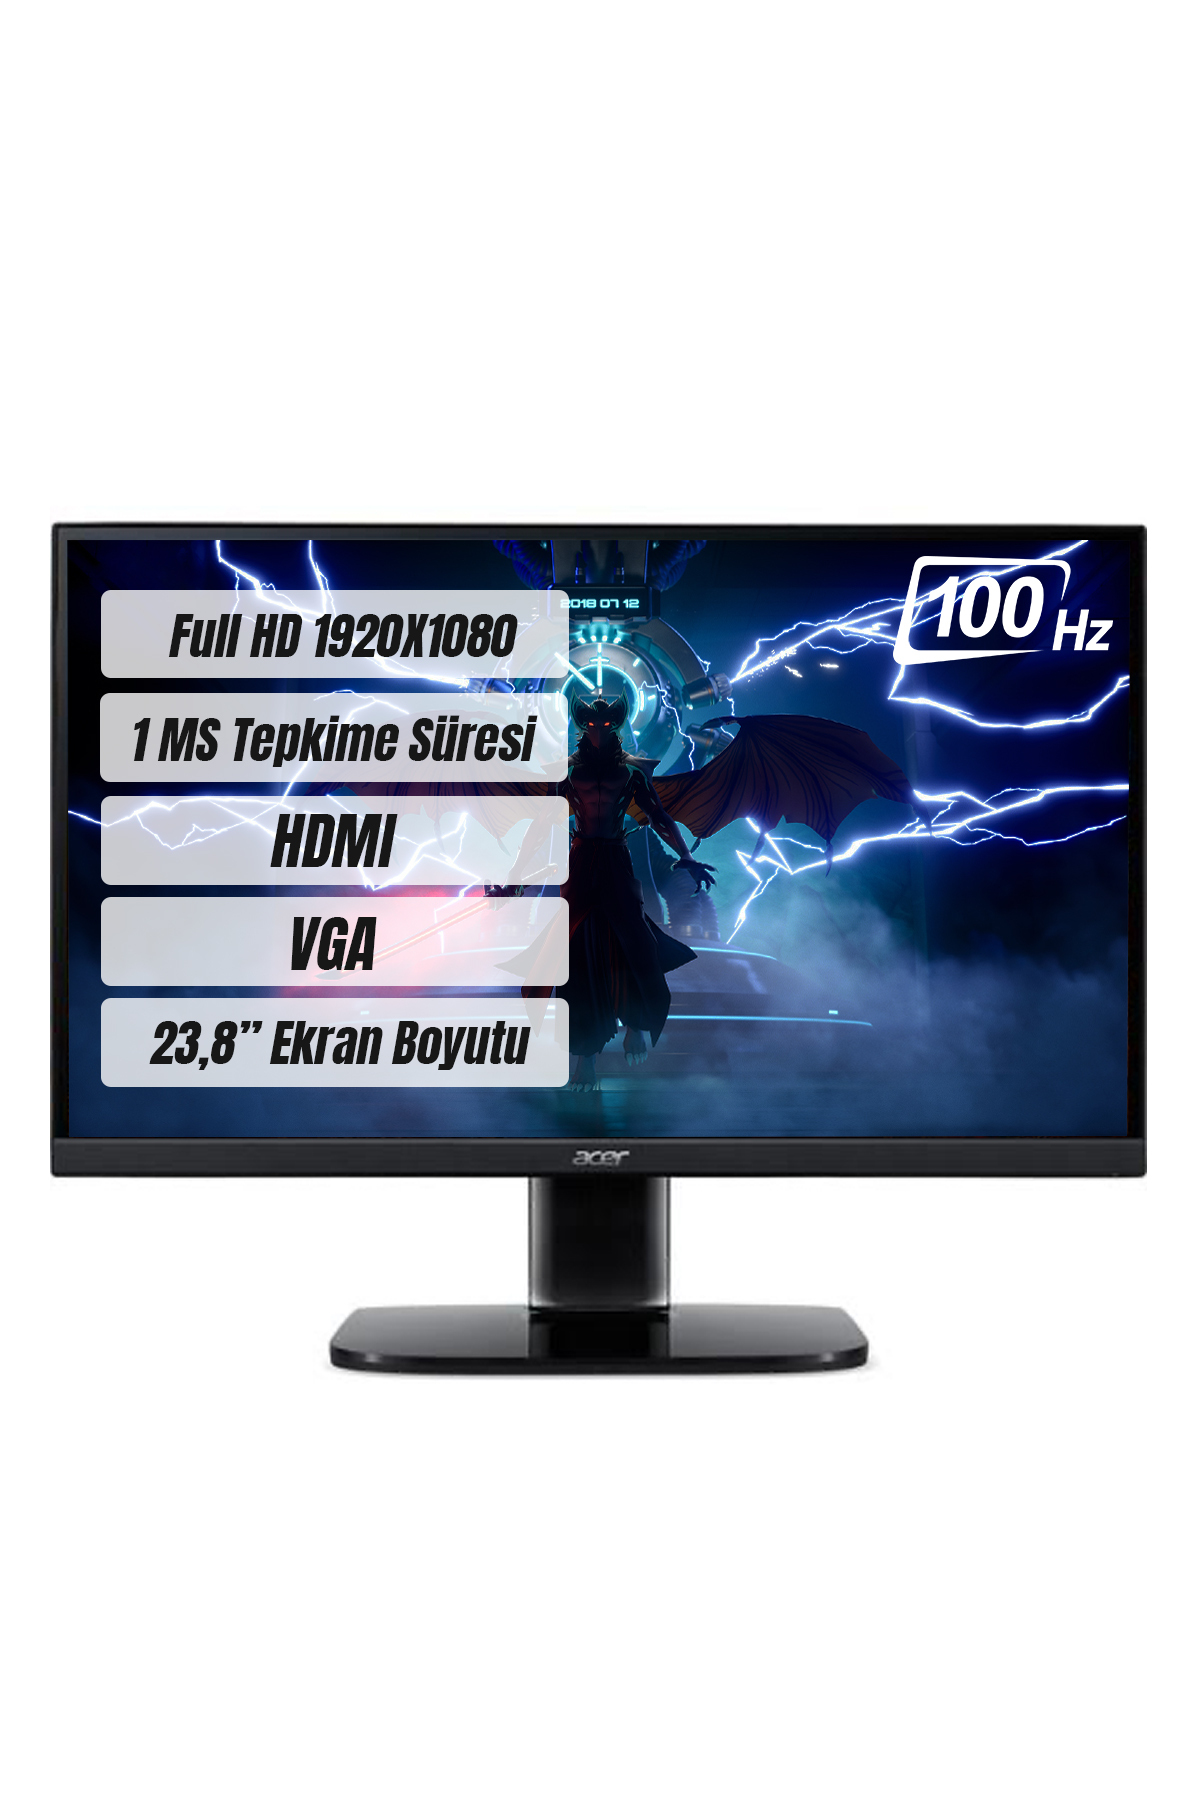 2018 07 12
100 Hz
Full HD 1920X1080
1 MS Tepkime Süresi
HDMI
VGA
23,8” Ekran Boyutu
acer